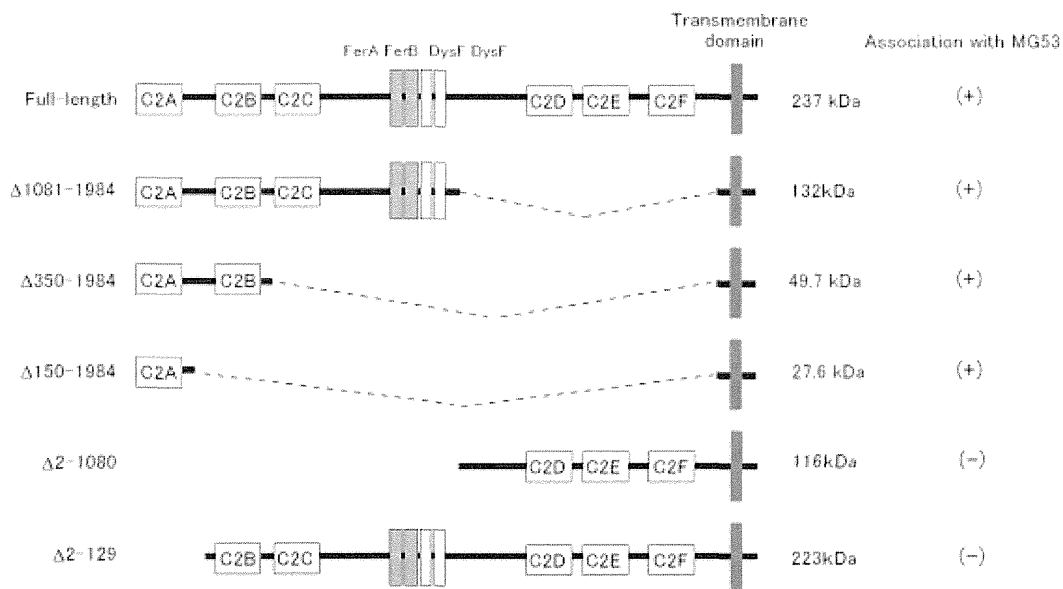 Transmembrane
domain
Association with MG53
FerA FerB DysF DysF
Full-length C2A C2B C2C C2D C2E C2F 237 kDa (+)
Δ1081-1984 C2A C2B C2C 132kDa (+)
Δ350-1984 C2A C2B 49.7 kDa (+)
Δ150-1984 C2A 27.6 kDa (+)
Δ2-1080 C2D C2E C2F 116kDa (-)
Δ2-129 C2B C2C C2D C2E C2F 223kDa (-)